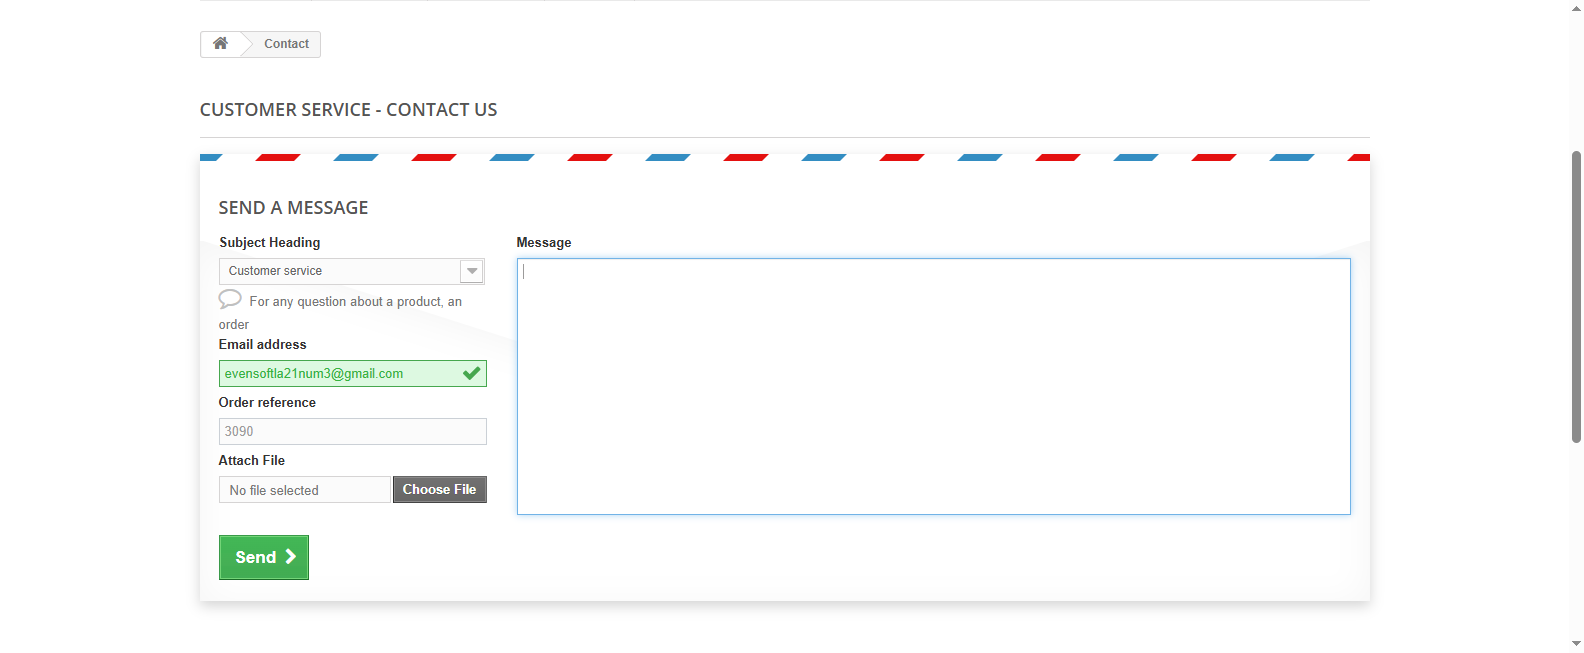 Contact
CUSTOMER SERVICE - CONTACT US
SEND A MESSAGE
Subject Heading
Customer service
For any question about a product, an
order
Email address
evensoftla21num3@gmail.com
Order reference
3090
Attach File
No file selected
Choose File
Send
Message